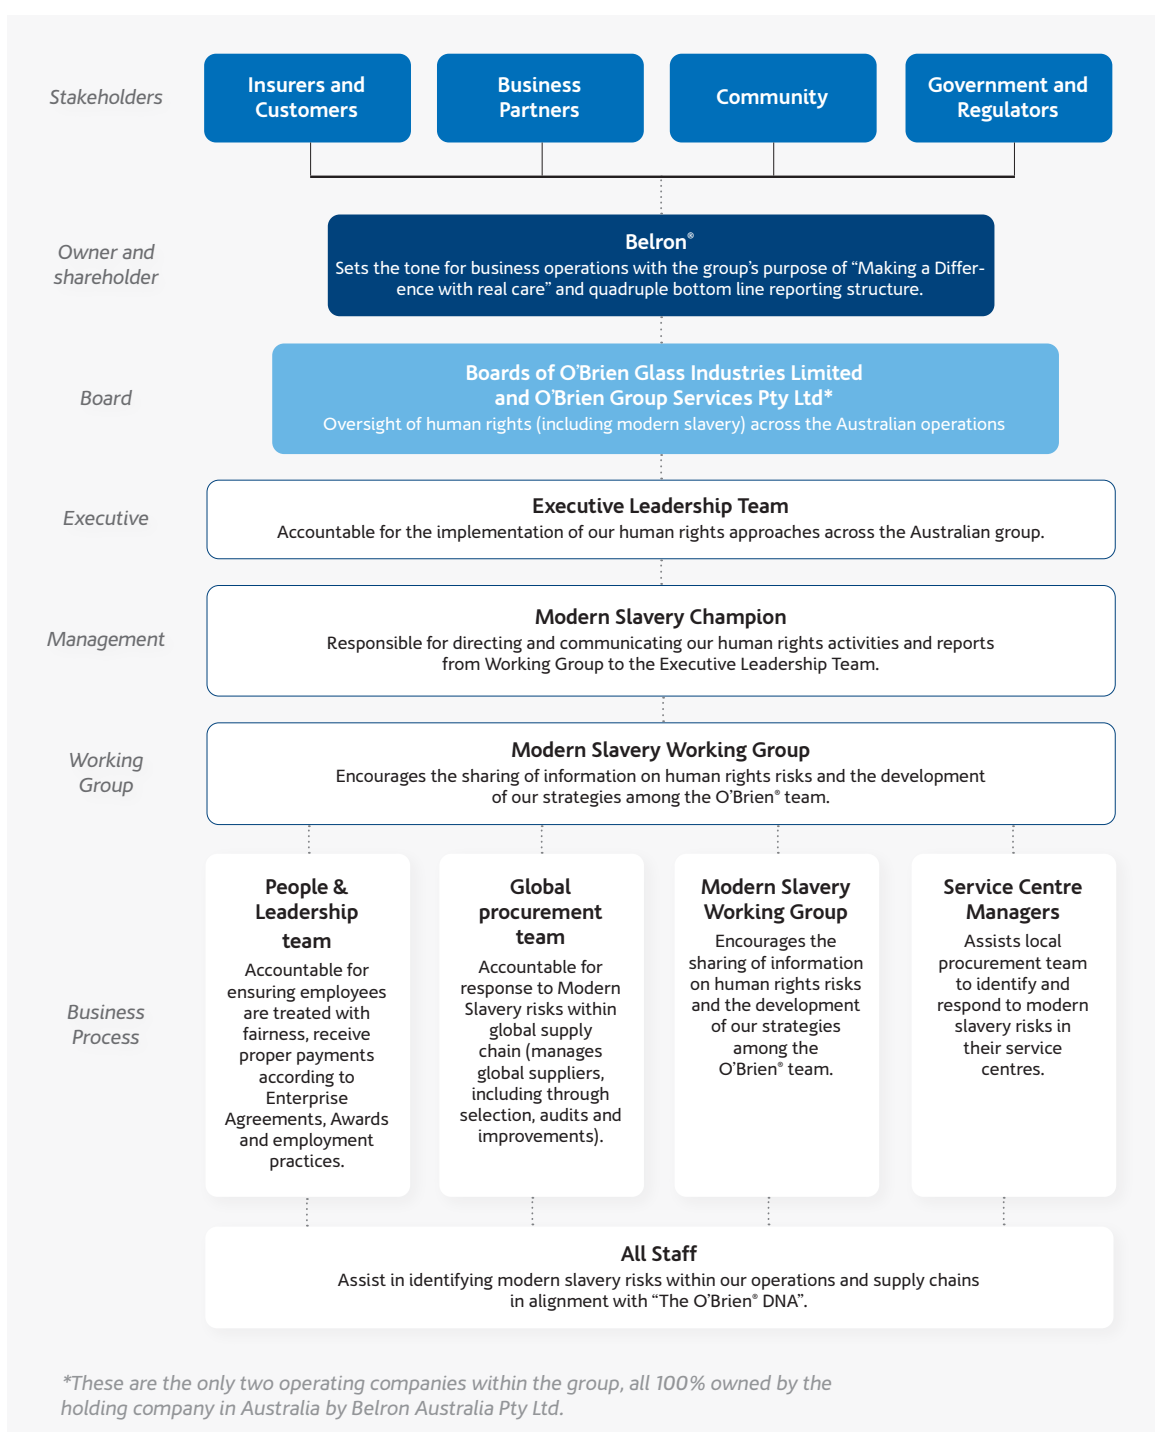 Stakeholders
Insurers and
Customers
Business
Partners
Community
Government and
Regulators
Owner and
shareholder
Belron®
Sets the tone for business operations with the group's purpose of “Making a Differ-
ence with real care” and quadruple bottom line reporting structure.
Board
Boards of O’Brien Glass Industries Limited
and O’Brien Group Services Pty Ltd*
Oversight of human rights (including modern slavery) across the Australian operations
Executive
Executive Leadership Team
Accountable for the implementation of our human rights approaches across the Australian group.
Management
Modern Slavery Champion
Responsible for directing and communicating our human rights activities and reports
from Working Group to the Executive Leadership Team.
Working
Group
Modern Slavery Working Group
Encourages the sharing of information on human rights risks and the development
of our strategies among the O’Brien® team.
Business
Process
People &
Leadership
team
Accountable for
ensuring employees
are treated with
fairness, receive
proper payments
according to
Enterprise
Agreements, Awards
and employment
practices.
Global
procurement
team
Accountable for
response to Modern
Slavery risks within
global supply
chain (manages
global suppliers,
including through
selection, audits and
improvements).
Modern Slavery
Working Group
Encourages the
sharing of information
on human rights risks
and the development
of our strategies
among the
O’Brien® team.
Service Centre
Managers
Assists local
procurement team
to identify and
respond to modern
slavery risks in
their service
centres.
All Staff
Assist in identifying modern slavery risks within our operations and supply chains
in alignment with “The O’Brien® DNA”.
*These are the only two operating companies within the group, all 100% owned by the
holding company in Australia by Belron Australia Pty Ltd.